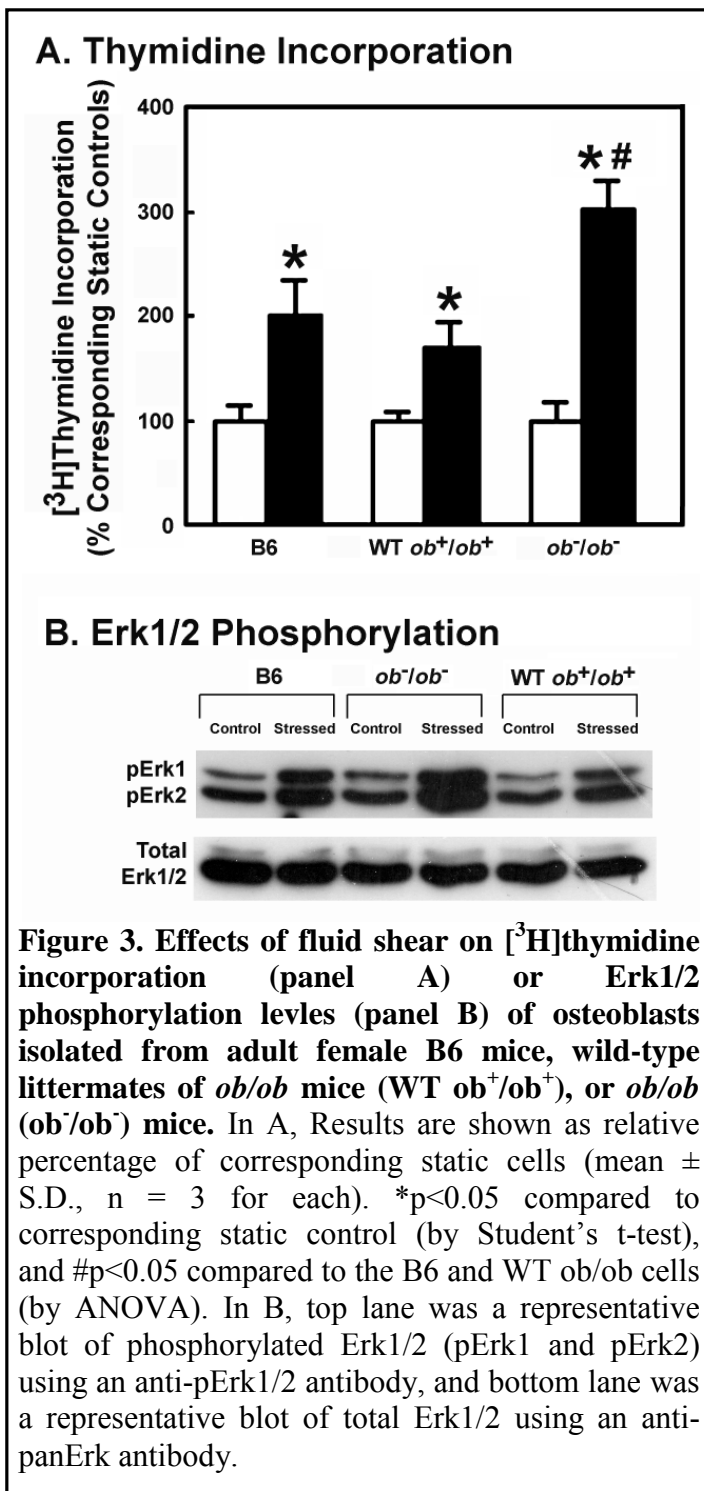 A. Thymidine Incorporation
[³H]Thymidine Incorporation
(% Corresponding Static Controls)
400
300
200
100
0
*
*
*#
B6
WT ob⁺/ob⁺
ob⁻/ob⁻
B. Erk1/2 Phosphorylation
B6
ob⁻/ob⁻
WT ob⁺/ob⁺
Control Stressed Control Stressed Control Stressed
pErk1
pErk2
Total
Erk1/2
Figure 3. Effects of fluid shear on [³H]thymidine
incorporation (panel A) or Erk1/2
phosphorylation levles (panel B) of osteoblasts
isolated from adult female B6 mice, wild-type
littermates of ob/ob mice (WT ob⁺/ob⁺), or ob/ob
(ob⁻/ob⁻) mice. In A, Results are shown as relative
percentage of corresponding static cells (mean ±
S.D., n = 3 for each). *p<0.05 compared to
corresponding static control (by Student’s t-test),
and #p<0.05 compared to the B6 and WT ob/ob cells
(by ANOVA). In B, top lane was a representative
blot of phosphorylated Erk1/2 (pErk1 and pErk2)
using an anti-pErk1/2 antibody, and bottom lane was
a representative blot of total Erk1/2 using an anti-
panErk antibody.